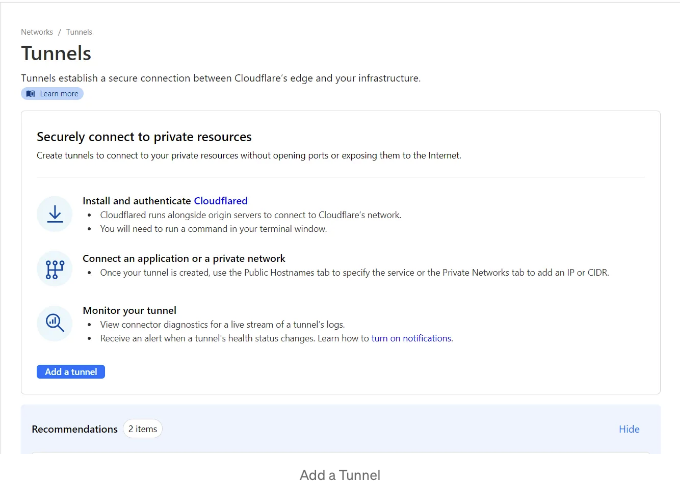 Networks / Tunnels
Tunnels
Tunnels establish a secure connection between Cloudflare's edge and your infrastructure.
Learn more
Securely connect to private resources
Create tunnels to connect to your private resources without opening ports or exposing them to the Internet.
Install and authenticate Cloudflared
• Cloudflared runs alongside origin servers to connect to Cloudflare's network.
• You will need to run a command in your terminal window.
Connect an application or a private network
• Once your tunnel is created, use the Public Hostnames tab to specify the service or the Private Networks tab to add an IP or CIDR.
Monitor your tunnel
• View connector diagnostics for a live stream of a tunnel's logs.
• Receive an alert when a tunnel's health status changes. Learn how to turn on notifications.
Add a tunnel
Recommendations 2 items Hide
Add a Tunnel